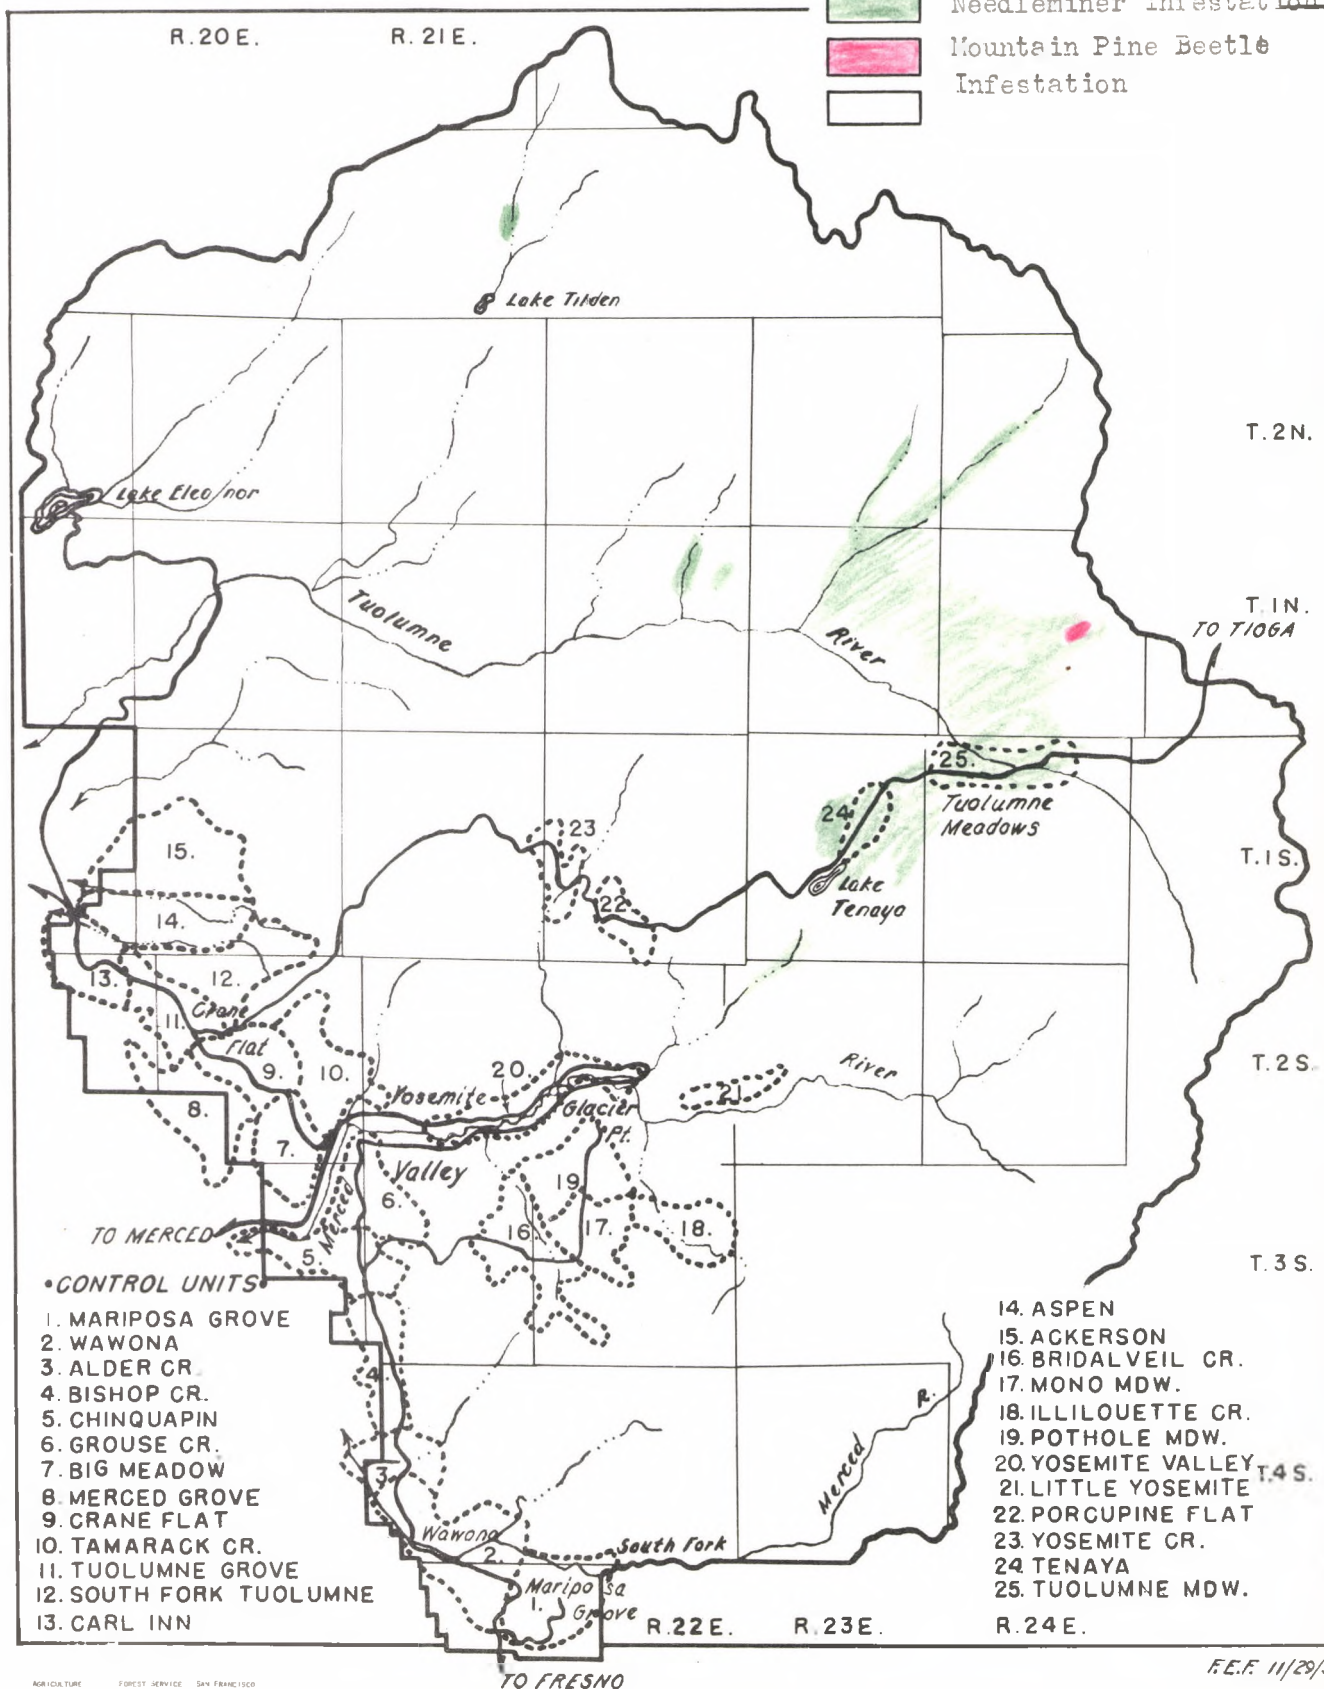 Needleminer Infestation
Mountain Pine Beetle
Infestation
R.20E.
R.21E.
Lake Tilden
T.2N.
Lake Eleanor
T.1N.
TO TIOGA
Tuolumne
River
25.
Tuolumne
Meadows
24
Lake
Tenaya
T.1S.
23
22
15.
14.
13.
12.
11.
Crane
Flat
9.
10.
8.
7.
20.
Yosemite
Valley
Glacier
Pt.
21
River
T.2S.
Merced
6.
5.
19
16.
17.
18.
TO MERCED
T.3S.
•CONTROL UNITS
1. MARIPOSA GROVE
2. WAWONA
3. ALDER CR.
4. BISHOP CR.
5. CHINQUAPIN
6. GROUSE CR.
7. BIG MEADOW
8. MERCED GROVE
9. CRANE FLAT
10. TAMARACK CR.
11. TUOLUMNE GROVE
12. SOUTH FORK TUOLUMNE
13. CARL INN
14. ASPEN
15. ACKERSON
16. BRIDALVEIL CR.
17. MONO MDW.
18. ILLILOUETTE CR.
19. POTHOLE MDW.
20. YOSEMITE VALLEY
21. LITTLE YOSEMITE
22. PORCUPINE FLAT
23. YOSEMITE CR.
24. TENAYA
25. TUOLUMNE MDW.
T.4S.
4.
3.
Wawona
2.
South Fork
Merced
R.
Mariposa
Grove
1.
R.22E.
R.23E.
R.24E.
TO FRESNO
F.E.F. 11/29/
AGRICULTURE FOREST SERVICE SAN FRANCISCO